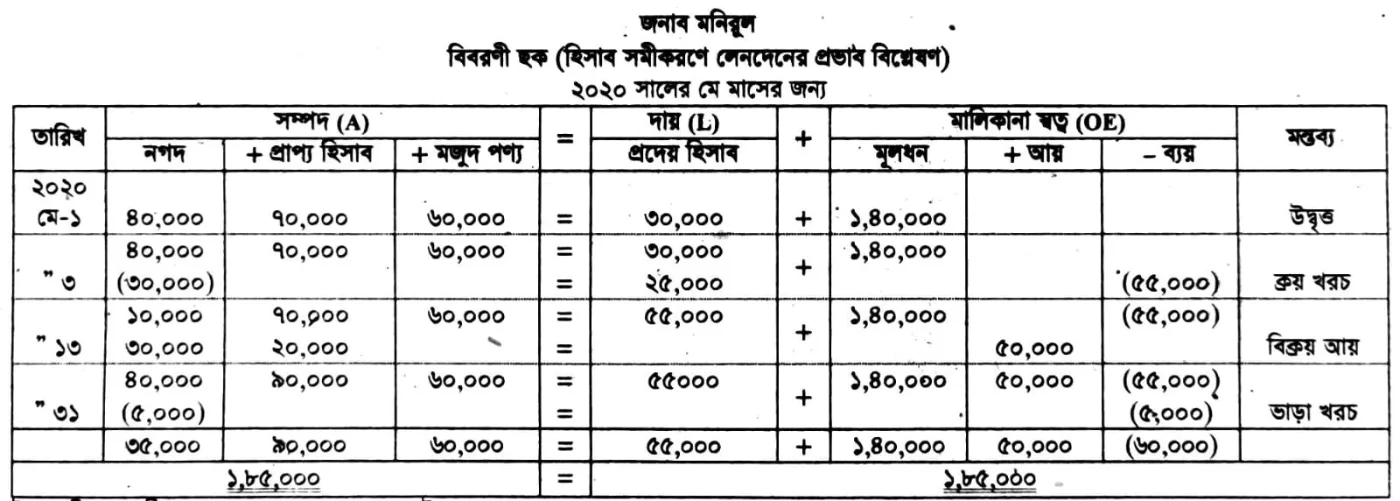 জনাব মনিরুল
বিবরণী ছক (হিসাব সমীকরণে লেনদেনের প্রভাব বিশ্লেষণ)
২০২০ সালের মে মাসের জন্য
তারিখ সম্পদ (A) = দায় (L) + মালিকানা স্বত্ব (OE) মন্তব্য
নগদ + প্রাপ্য হিসাব + মজুদ পণ্য প্রদেয় হিসাব মূলধন + আয় – ব্যয়
২০২০
মে-১ ৪০,০০০ ৭০,০০০ ৬০,০০০ = ৩০,০০০ + ১,৪০,০০০ উদ্বৃত্ত
৪০,০০০ ৭০,০০০ ৬০,০০০ = ৩০,০০০ + ১,৪০,০০০
" ৩ (৩০,০০০) = ২৫,০০০ (৫৫,০০০) ক্রয় খরচ
১০,০০০ ৭০,০০০ ৬০,০০০ = ৫৫,০০০ + ১,৪০,০০০ (৫৫,০০০)
" ১৩ ৩০,০০০ ২০,০০০ = ৫০,০০০ বিক্রয় আয়
৪০,০০০ ৯০,০০০ ৬০,০০০ = ৫৫০০০ + ১,৪০,০০০ ৫০,০০০ (৫৫,০০০)
" ৩১ (৫,০০০) = (৫,০০০) ভাড়া খরচ
৩৫,০০০ ৯০,০০০ ৬০,০০০ = ৫৫,০০০ + ১,৪০,০০০ ৫০,০০০ (৬০,০০০)
১,৮৫,০০০ = ১,৮৫,০০০